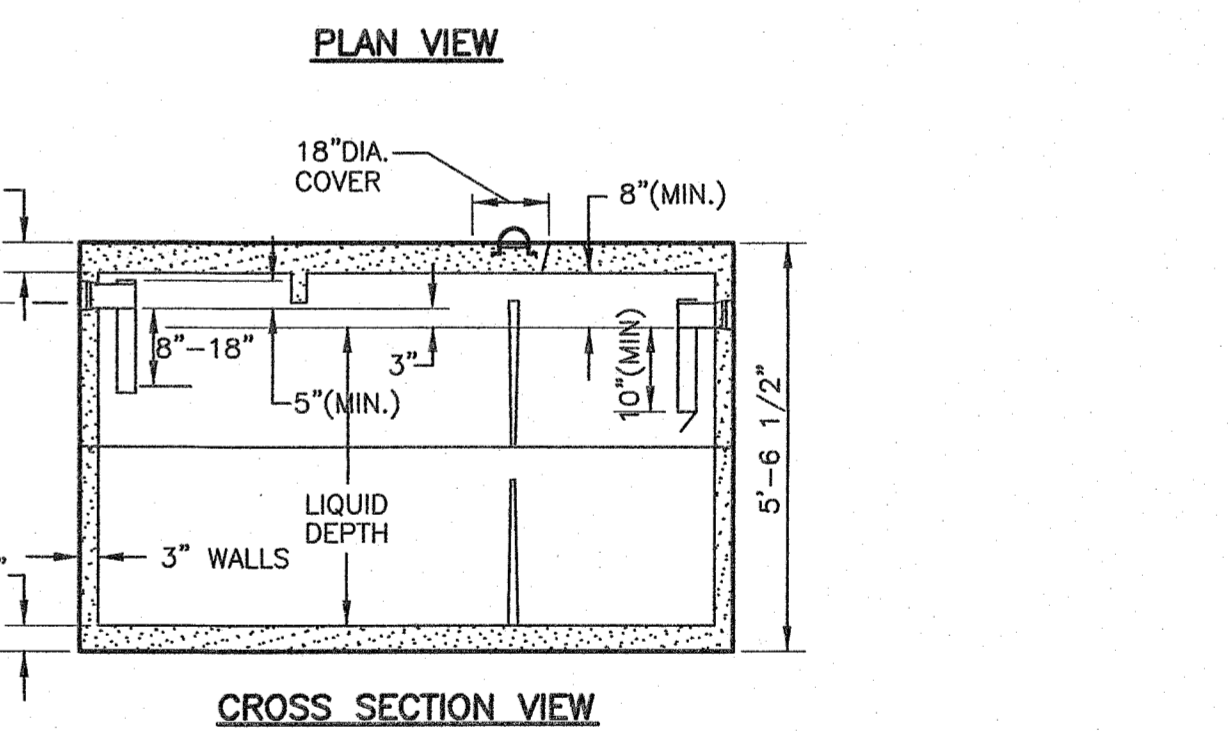 PLAN VIEW
18"DIA.
COVER
8"(MIN.)
8"-18"
3"
5"(MIN.)
10"(MIN)
5'-6 1/2"
LIQUID
DEPTH
3" WALLS
"
CROSS SECTION VIEW